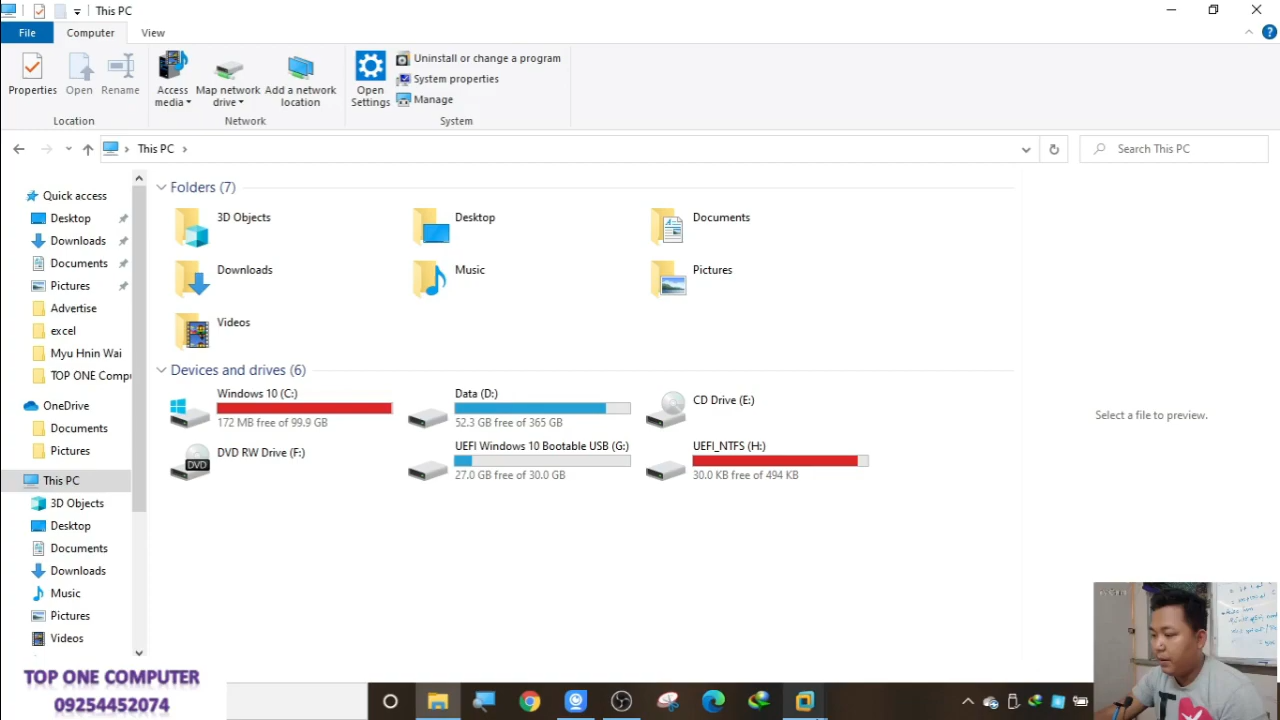 This PC
File
Computer
View
Properties
Open
Rename
Access media
Map network drive
Add a network location
Open Settings
Uninstall or change a program
System properties
Manage
Location
Network
System
This PC
Search This PC
Quick access
Desktop
Downloads
Documents
Pictures
Advertise
excel
Myu Hnin Wai
TOP ONE Compu
OneDrive
Documents
Pictures
This PC
3D Objects
Desktop
Documents
Downloads
Music
Pictures
Videos
Folders (7)
3D Objects
Desktop
Documents
Downloads
Music
Pictures
Videos
Devices and drives (6)
Windows 10 (C:)
172 MB free of 99.9 GB
Data (D:)
52.3 GB free of 365 GB
CD Drive (E:)
DVD
DVD RW Drive (F:)
UEFI Windows 10 Bootable USB (G:)
27.0 GB free of 30.0 GB
UEFI_NTFS (H:)
30.0 KB free of 494 KB
Select a file to preview.
TOP ONE COMPUTER
09254452074